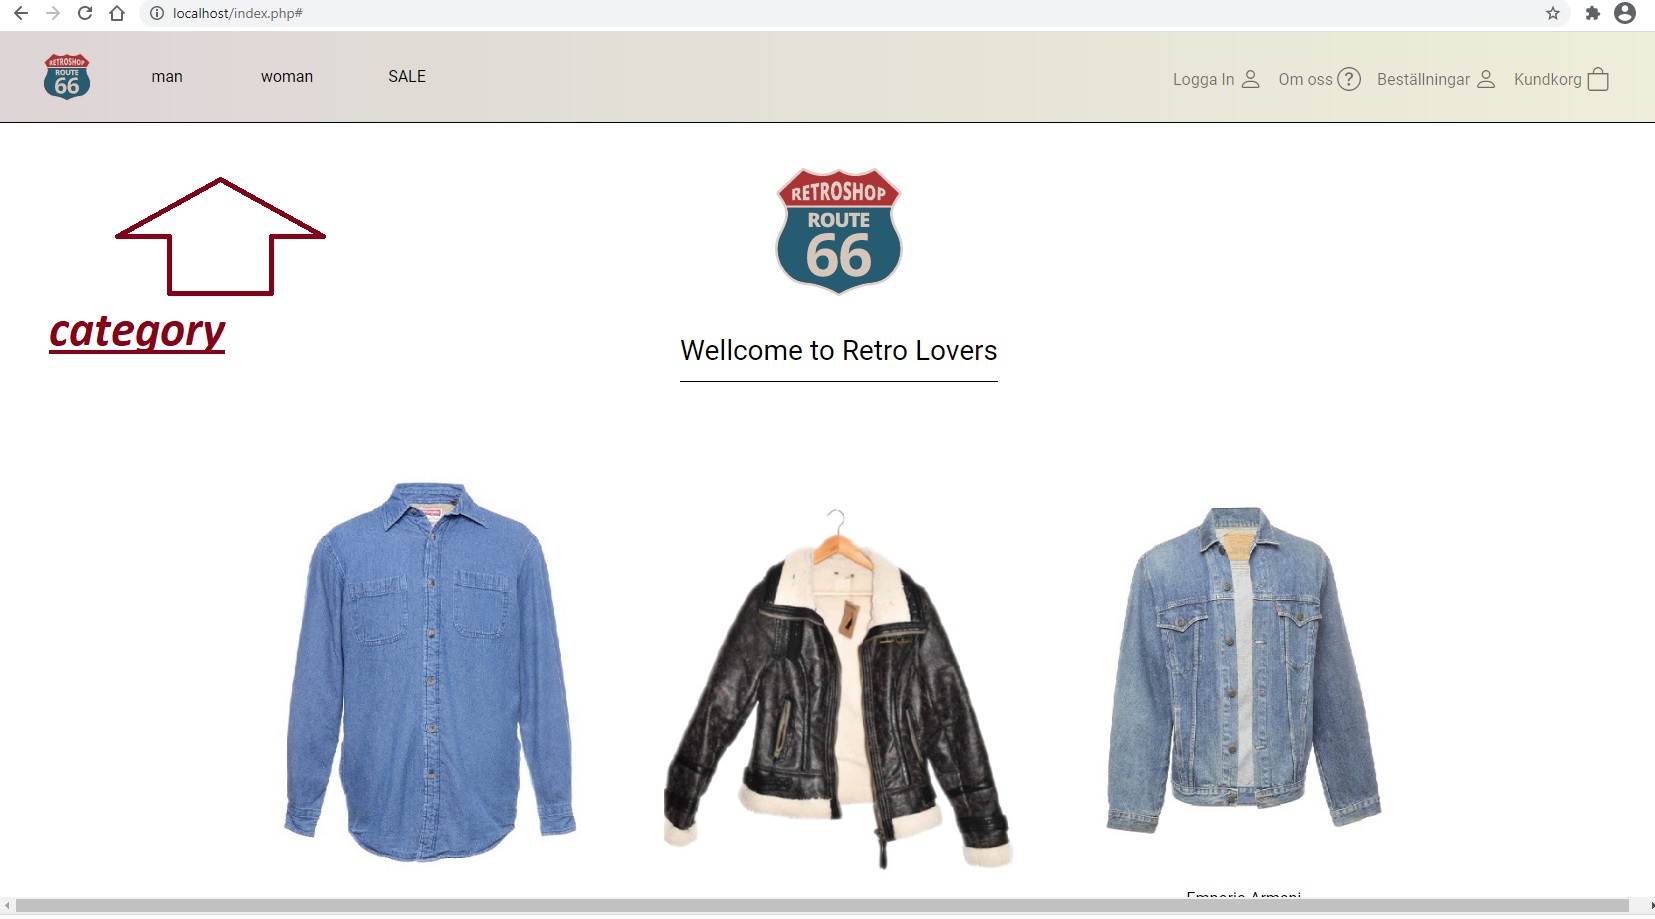 localhost/index.php#
RETROSHOP
ROUTE
66
man woman SALE
Logga In Om oss ? Beställningar Kundkorg
RETROSHOP
ROUTE
66
category
Wellcome to Retro Lovers
Emporio Armani